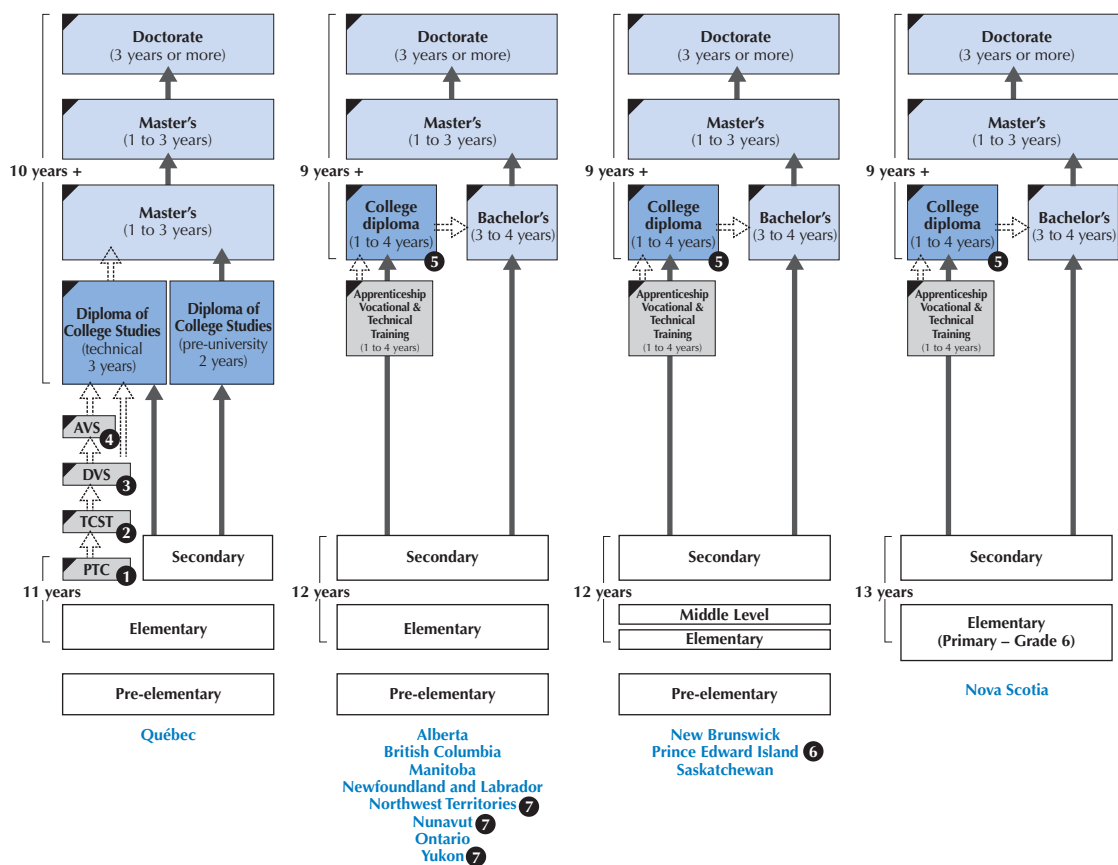 Doctorate
(3 years or more)
Master's
(1 to 3 years)
10 years +
Master's
(1 to 3 years)
Diploma of
College Studies
(technical
3 years)
Diploma of
College Studies
(pre-university
2 years)
AVS
4
DVS
3
TCST
2
PTC
1
Secondary
11 years
Elementary
Pre-elementary
Québec
Doctorate
(3 years or more)
Master's
(1 to 3 years)
9 years +
College
diploma
(1 to 4 years)
5
Bachelor's
(3 to 4 years)
Apprenticeship
Vocational &
Technical
Training
(1 to 4 years)
Secondary
12 years
Elementary
Pre-elementary
Alberta
British Columbia
Manitoba
Newfoundland and Labrador
Northwest Territories 7
Nunavut 7
Ontario
Yukon 7
Doctorate
(3 years or more)
Master's
(1 to 3 years)
9 years +
College
diploma
(1 to 4 years)
5
Bachelor's
(3 to 4 years)
Apprenticeship
Vocational &
Technical
Training
(1 to 4 years)
Secondary
12 years
Middle Level
Elementary
Pre-elementary
New Brunswick
Prince Edward Island 6
Saskatchewan
Doctorate
(3 years or more)
Master's
(1 to 3 years)
9 years +
College
diploma
(1 to 4 years)
5
Bachelor's
(3 to 4 years)
Apprenticeship
Vocational &
Technical
Training
(1 to 4 years)
Secondary
13 years
Elementary
(Primary – Grade 6)
Nova Scotia